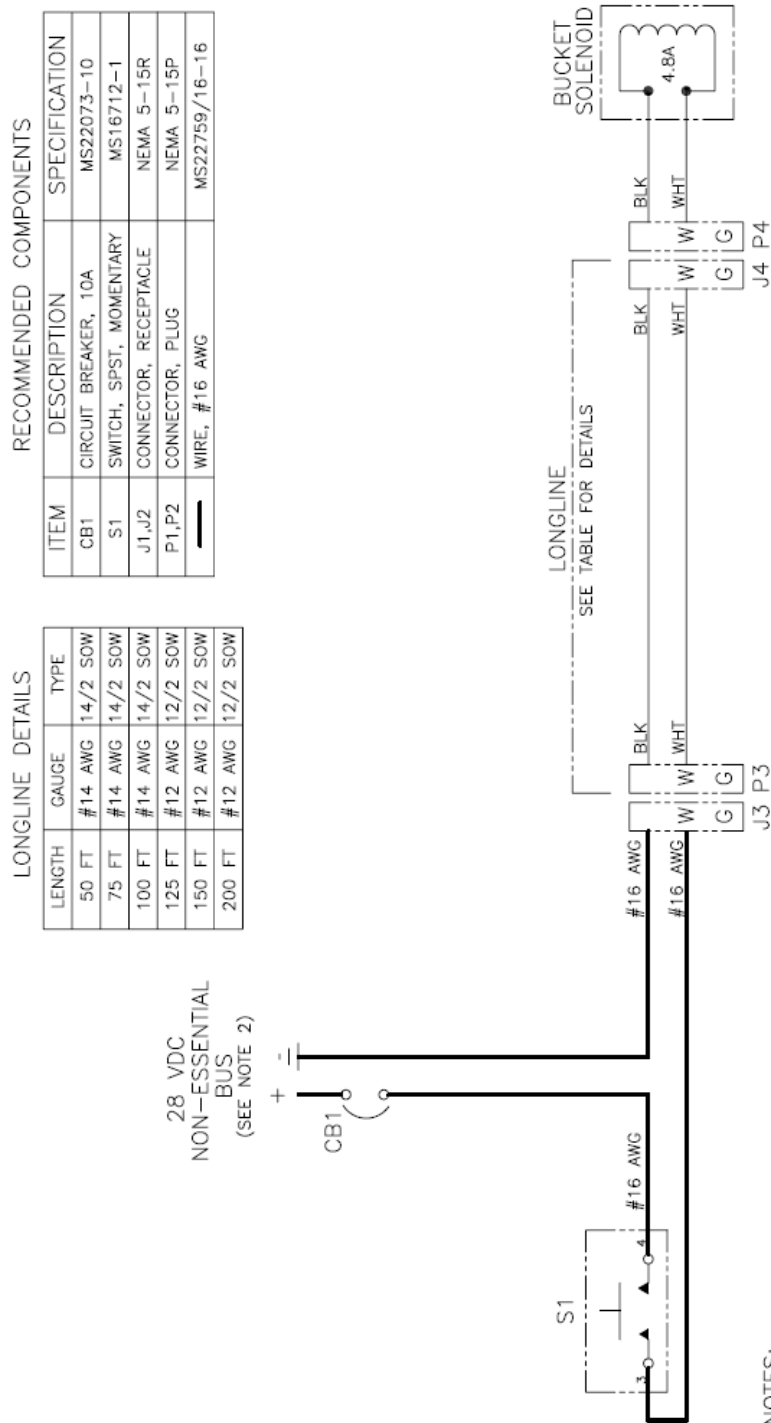 LONGLINE DETAILS
LENGTH GAUGE TYPE
50 FT #14 AWG 14/2 SOW
75 FT #14 AWG 14/2 SOW
100 FT #14 AWG 14/2 SOW
125 FT #12 AWG 12/2 SOW
150 FT #12 AWG 12/2 SOW
200 FT #12 AWG 12/2 SOW
RECOMMENDED COMPONENTS
ITEM DESCRIPTION SPECIFICATION
CB1 CIRCUIT BREAKER, 10A MS22073-10
S1 SWITCH, SPST, MOMENTARY MS16712-1
J1,J2 CONNECTOR, RECEPTACLE NEMA 5-15R
P1,P2 CONNECTOR, PLUG NEMA 5-15P
WIRE, #16 AWG MS22759/16-16
28 VDC
NON-ESSENTIAL
BUS
(SEE NOTE 2)
+ -
CB1
S1
3
4
#16 AWG
#16 AWG
#16 AWG
J3 P3
W W
G G
BLK
WHT
LONGLINE
SEE TABLE FOR DETAILS
BLK
WHT
J4 P4
W W
G G
BLK
WHT
BUCKET
SOLENOID
4.8A
NOTES: